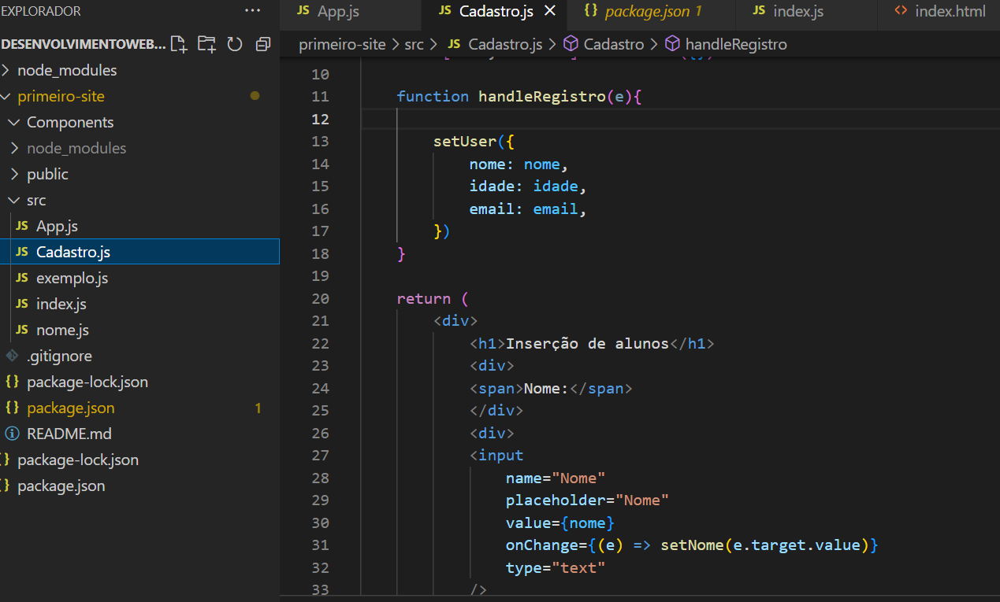 EXPLORADOR ···
DESENVOLVIMENTOWEB...
node_modules
primeiro-site
Components
node_modules
public
src
JS App.js
JS Cadastro.js
JS exemplo.js
JS index.js
JS nome.js
.gitignore
{} package-lock.json
{} package.json 1
README.md
} package-lock.json
} package.json
JS App.js JS Cadastro.js × {} package.json 1 JS index.js <> index.html
primeiro-site > src > JS Cadastro.js > Cadastro > handleRegistro
10
11 function handleRegistro(e){
12
13 setUser({
14 nome: nome,
15 idade: idade,
16 email: email,
17 })
18 }
19
20 return (
21 <div>
22 <h1>Inserção de alunos</h1>
23 <div>
24 <span>Nome:</span>
25 </div>
26 <div>
27 <input
28 name="Nome"
29 placeholder="Nome"
30 value={nome}
31 onChange={(e) => setNome(e.target.value)}
32 type="text"
33 />